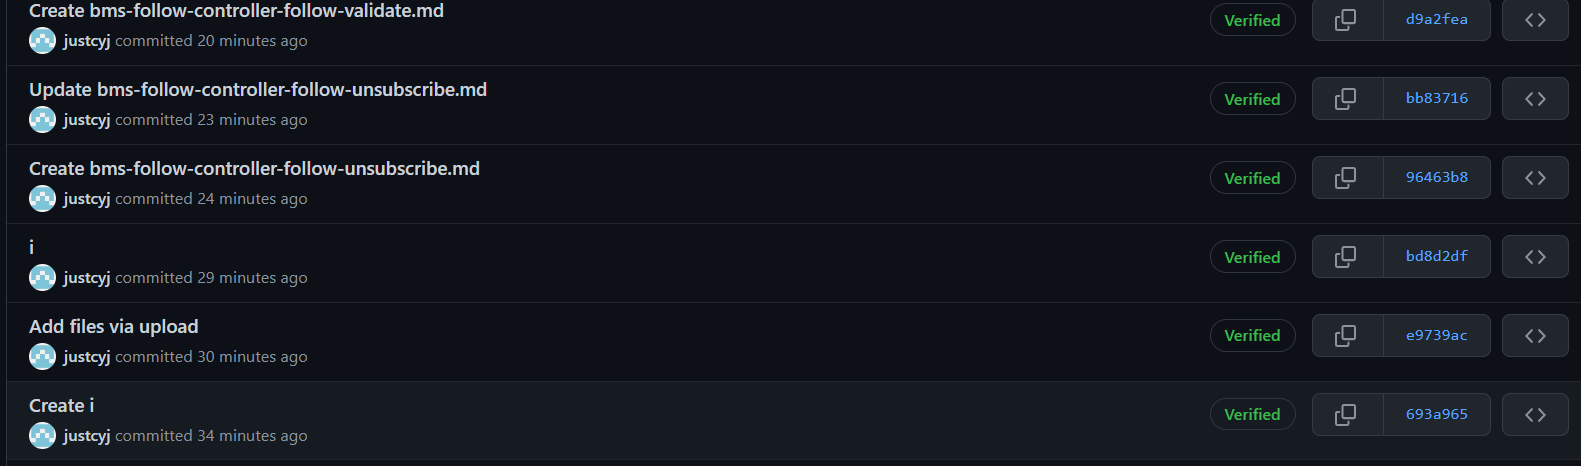 Create bms-follow-controller-follow-validate.md
justcyj committed 20 minutes ago
Verified
d9a2fea
Update bms-follow-controller-follow-unsubscribe.md
justcyj committed 23 minutes ago
Verified
bb83716
Create bms-follow-controller-follow-unsubscribe.md
justcyj committed 24 minutes ago
Verified
96463b8
i
justcyj committed 29 minutes ago
Verified
bd8d2df
Add files via upload
justcyj committed 30 minutes ago
Verified
e9739ac
Create i
justcyj committed 34 minutes ago
Verified
693a965